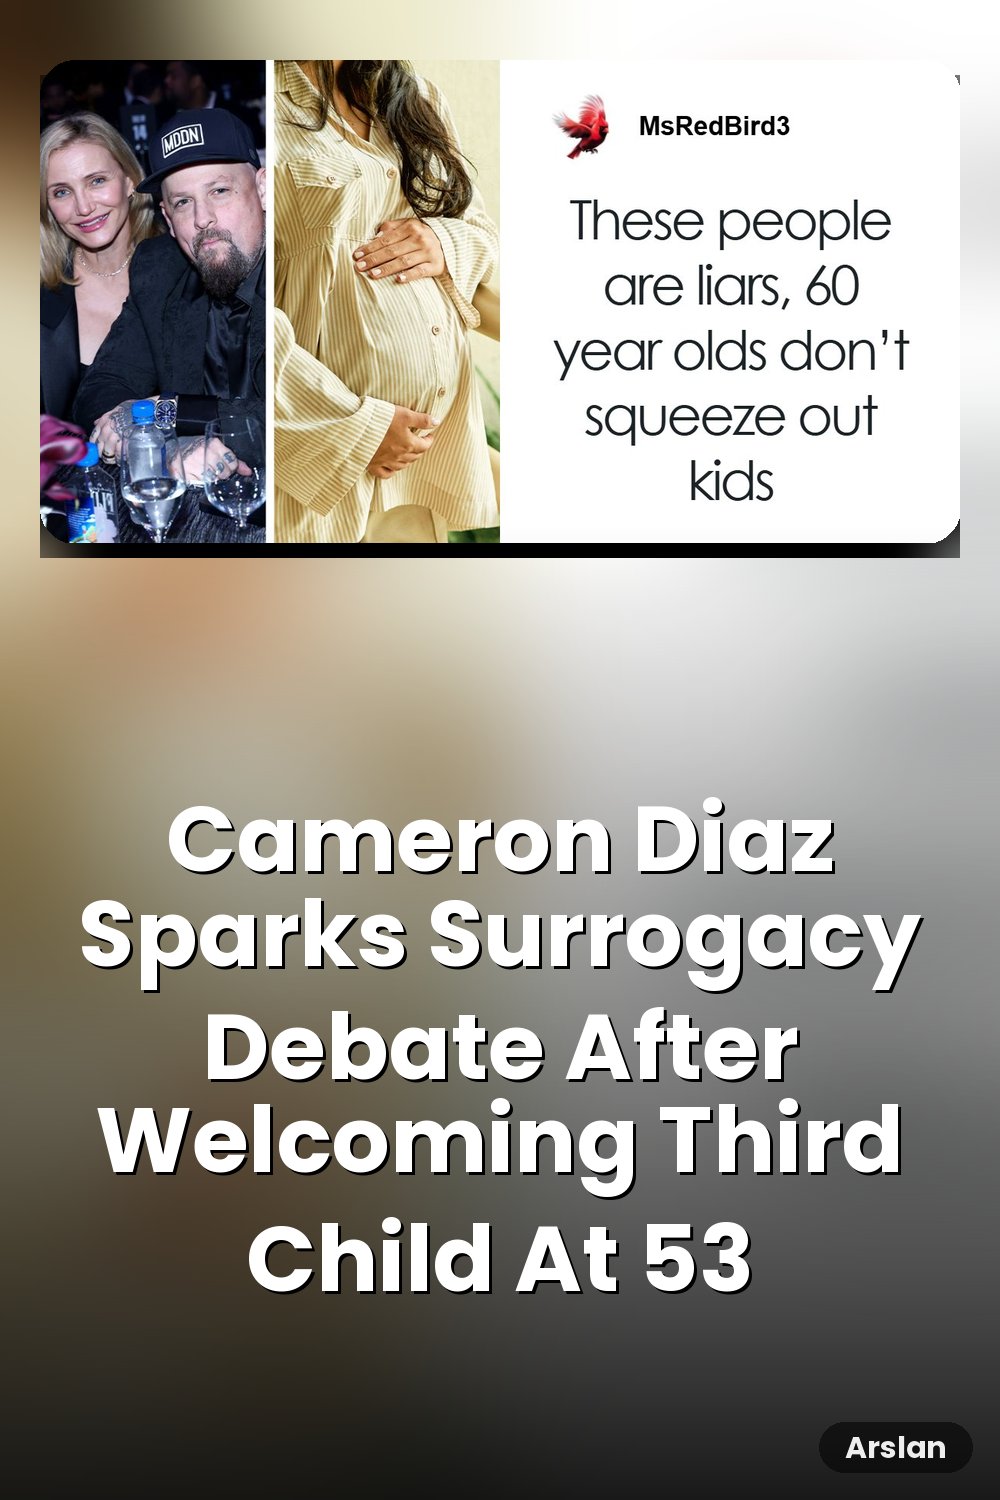 MDDN
14
MsRedBird3
These people
are liars, 60
year olds don't
squeeze out
kids
Cameron Diaz
Sparks Surrogacy
Debate After
Welcoming Third
Child At 53
Arslan